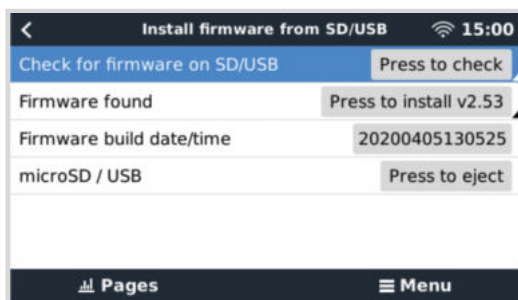 Install firmware from SD/USB 15:00
Check for firmware on SD/USB Press to check
Firmware found Press to install v2.53
Firmware build date/time 20200405130525
microSD / USB Press to eject
Pages Menu